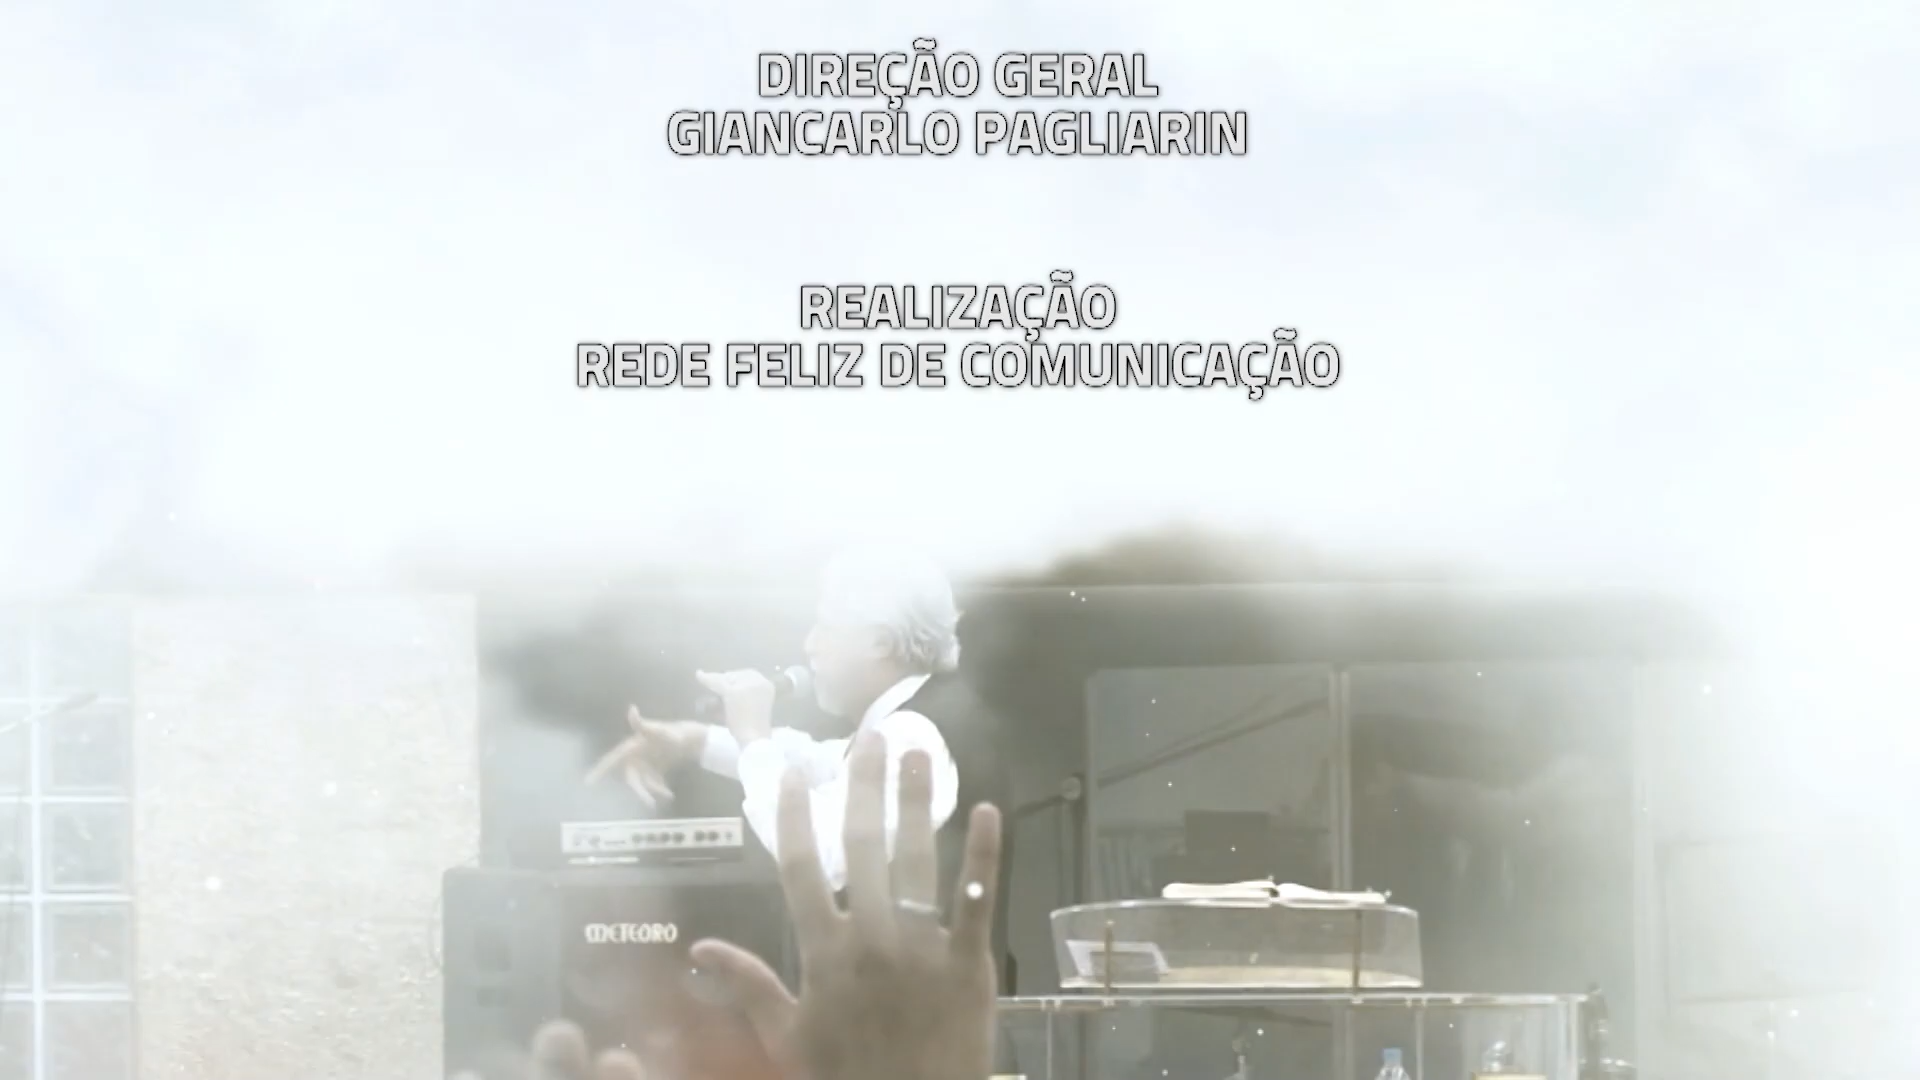 DIREÇÃO GERAL
GIANCARLO PAGLIARIN
REALIZAÇÃO
REDE FELIZ DE COMUNICAÇÃO
METEORO